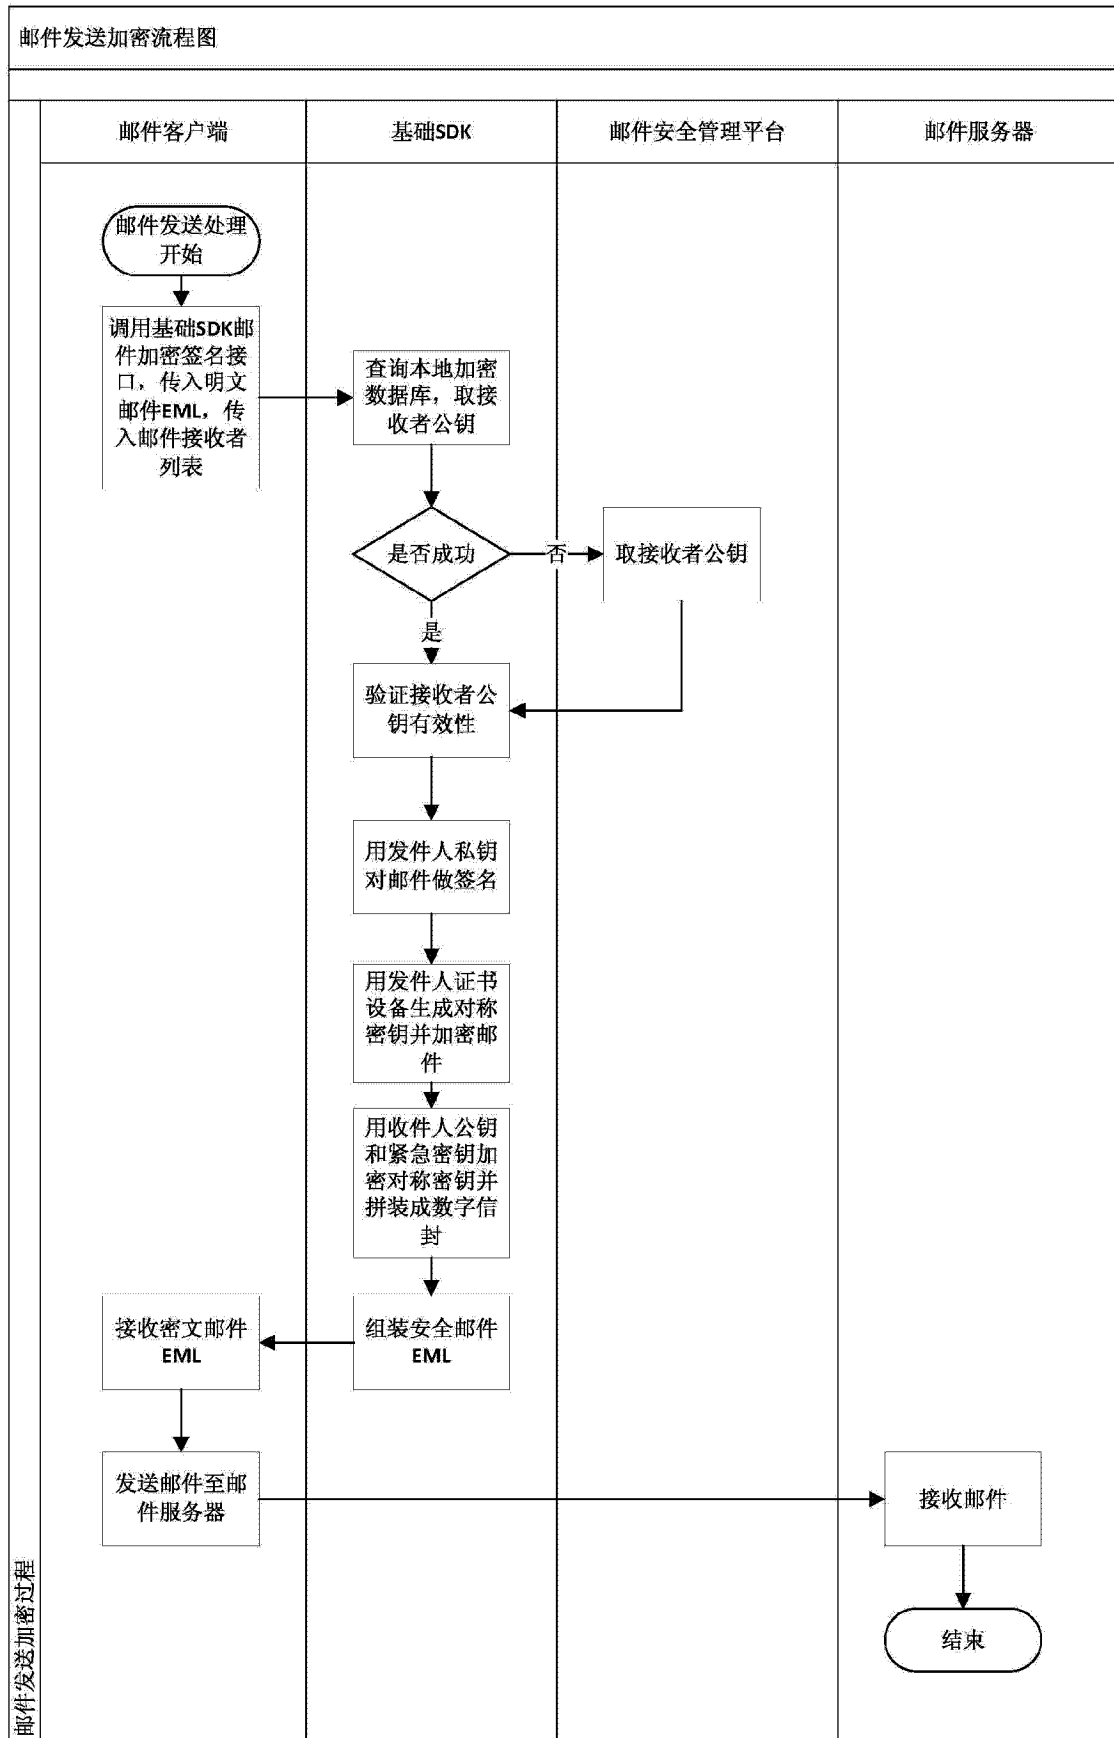 邮件发送加密流程图
邮件客户端
基础SDK
邮件安全管理平台
邮件服务器
邮件发送处理
开始
调用基础SDK邮
件加密签名接
口，传入明文
邮件EML，传
入邮件接收者
列表
查询本地加密
数据库，取接
收者公钥
是否成功
否
取接收者公钥
是
验证接收者公
钥有效性
用发件人私钥
对邮件做签名
用发件人证书
设备生成对称
密钥并加密邮
件
用收件人公钥
和紧急密钥加
密对称密钥并
拼装成数字信
封
组装安全邮件
EML
接收密文邮件
EML
发送邮件至邮
件服务器
接收邮件
结束
邮件发送加密过程